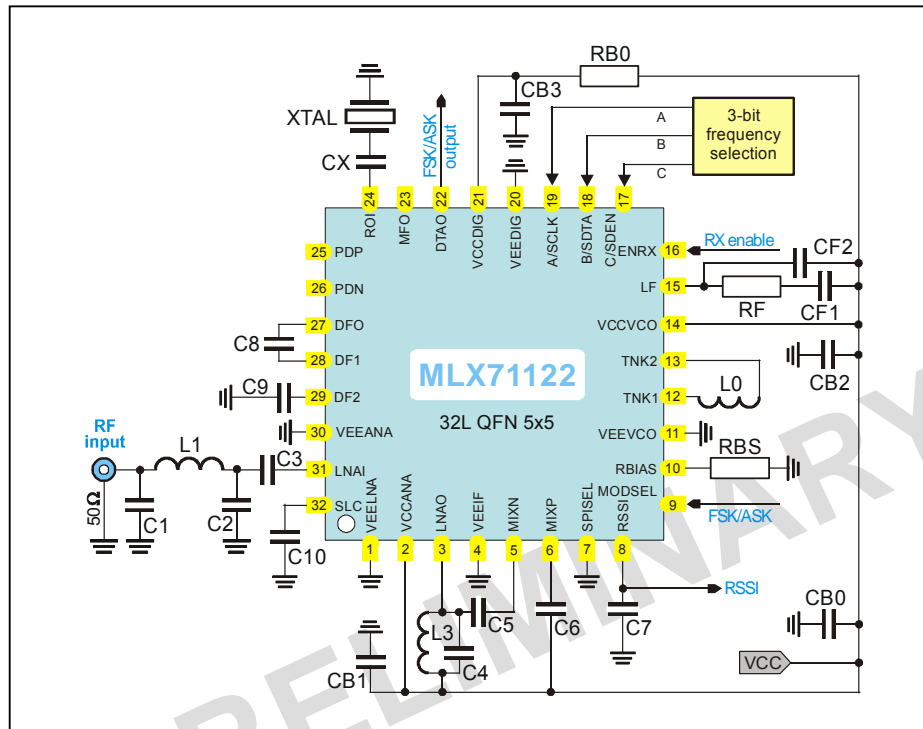 RB0
CB3
XTAL
CX
FSK/ASK
output
A
B
C
3-bit
frequency
selection
24
23
22
21
20
19
18
17
ROI
MFO
DTAO
VCCDIG
VEEDIG
A/SCLK
B/SDTA
C/SDEN
25 PDP
26 PDN
27 DFO
28 DF1
29 DF2
30 VEEANA
31 LNAI
32 SLC
ENRX 16
LF 15
VCCVCO 14
TNK2 13
TNK1 12
VEEVCO 11
RBIAS 10
MODSEL 9
RX enable
CF2
RF
CF1
CB2
L0
RBS
FSK/ASK
C8
C9
MLX71122
32L QFN 5x5
RF
input
50Ω
L1
C3
C1
C2
C10
VEELNA
VCCANA
LNAO
VEEIF
MIXN
MIXP
SPISEL
RSSI
1
2
3
4
5
6
7
8
RSSI
CB1
L3
C4
C5
C6
C7
CB0
VCC
PRELIMINARY